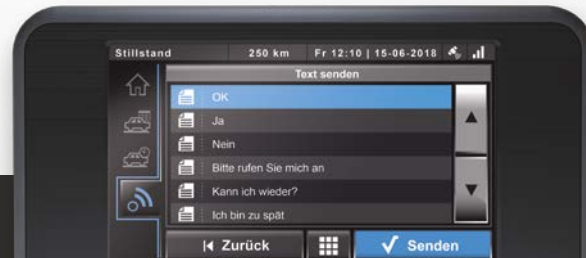 Stillstand 250 km Fr 12:10 | 15-06-2018
Text senden
OK
Ja
Nein
Bitte rufen Sie mich an
Kann ich wieder?
Ich bin zu spät
Zurück Senden